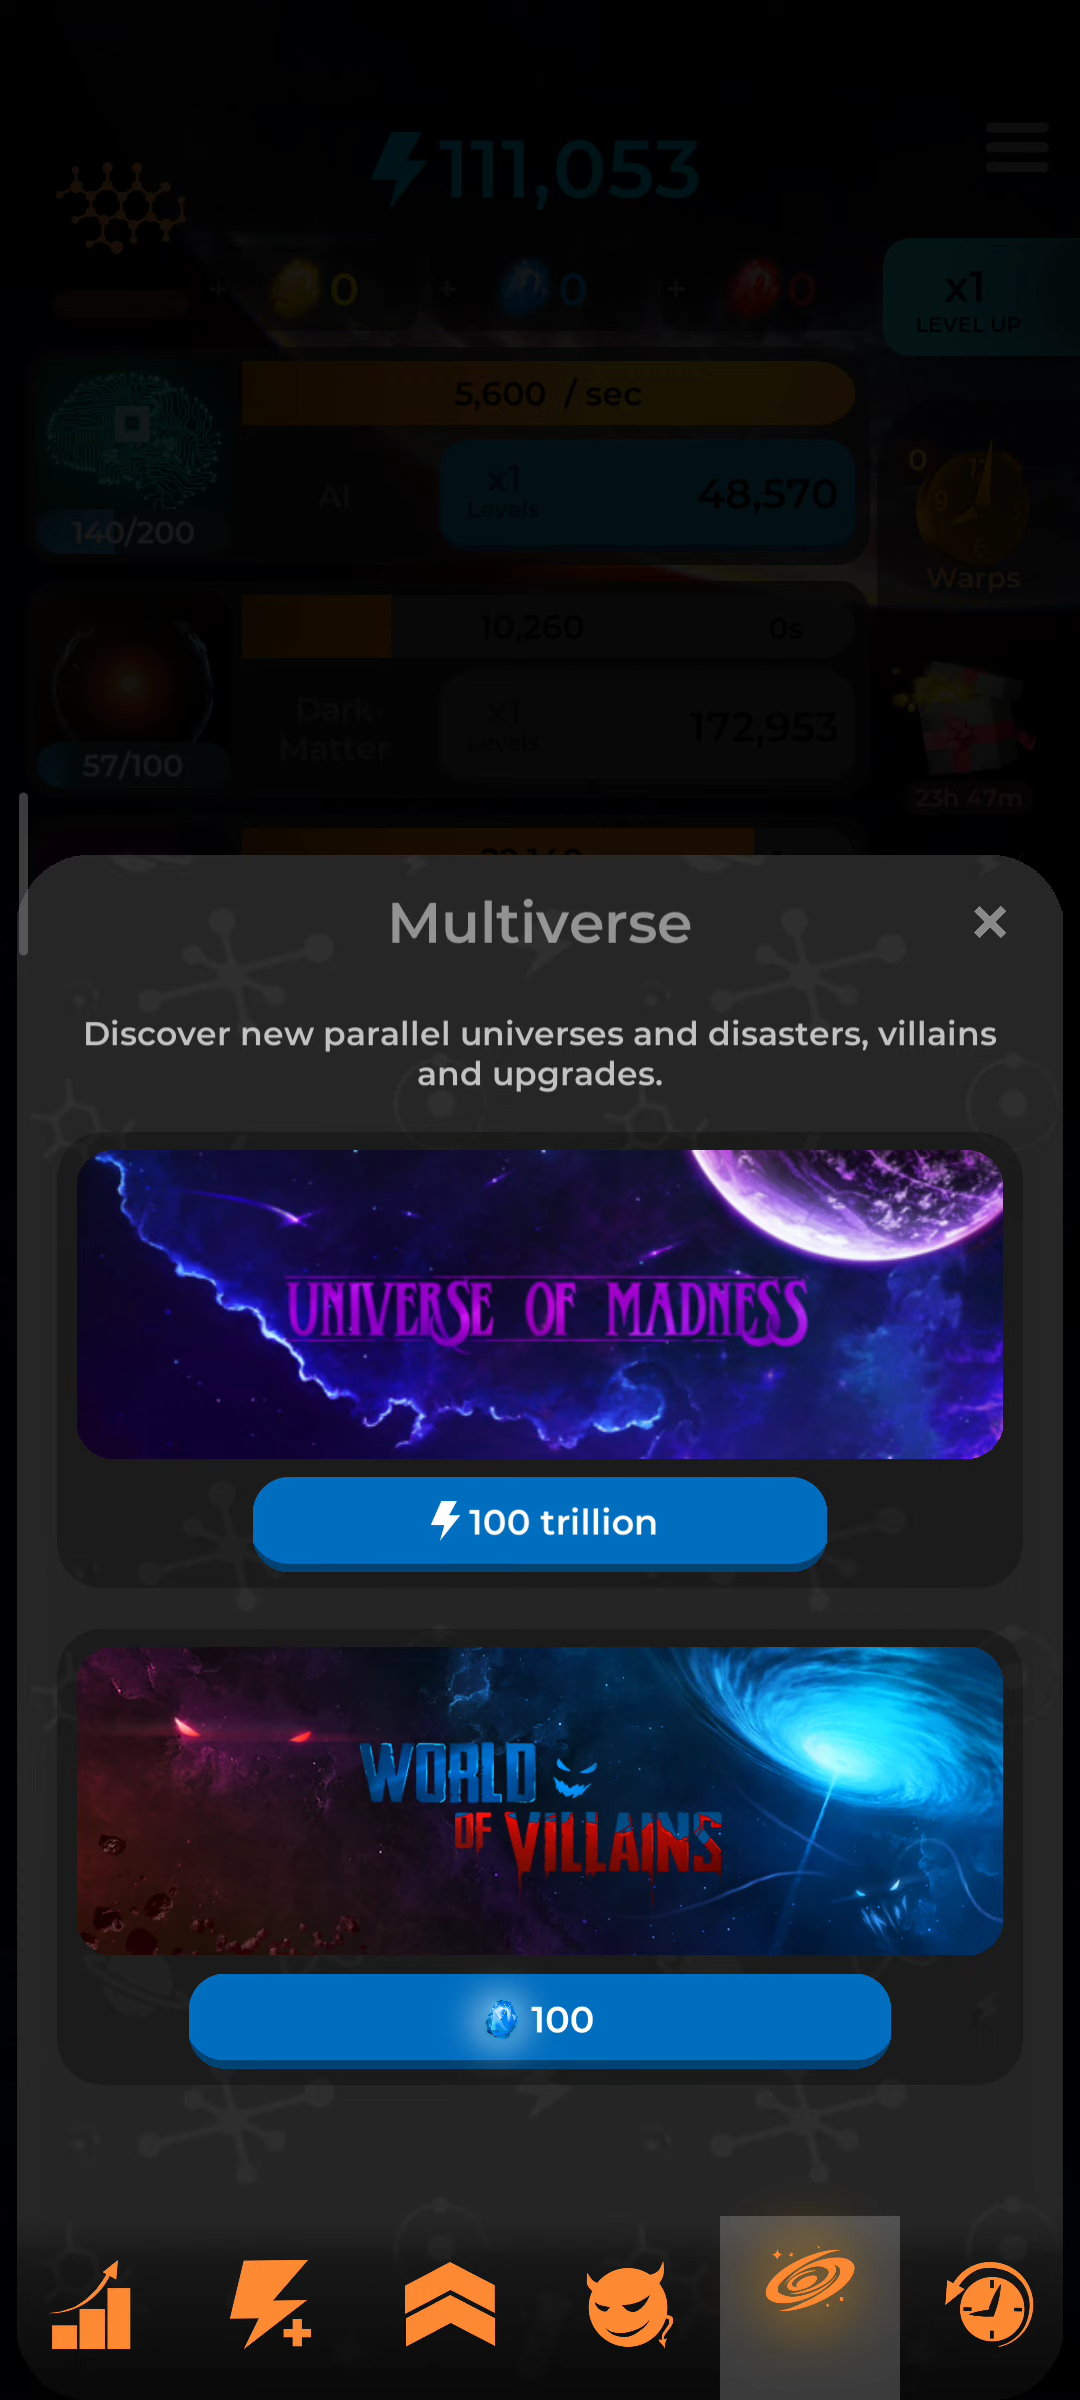 111,053
+ 0 + 0 + 0
x1
LEVEL UP
5,600 / sec
AI
x1
Levels
48,570
140/200
0
Warps
10,260 0s
Dark
Matter
x1
Levels
172,953
57/100
23h 47m
Multiverse
Discover new parallel universes and disasters, villains
and upgrades.
UNIVERSE OF MADNESS
100 trillion
WORLD
OF VILLAINS
100